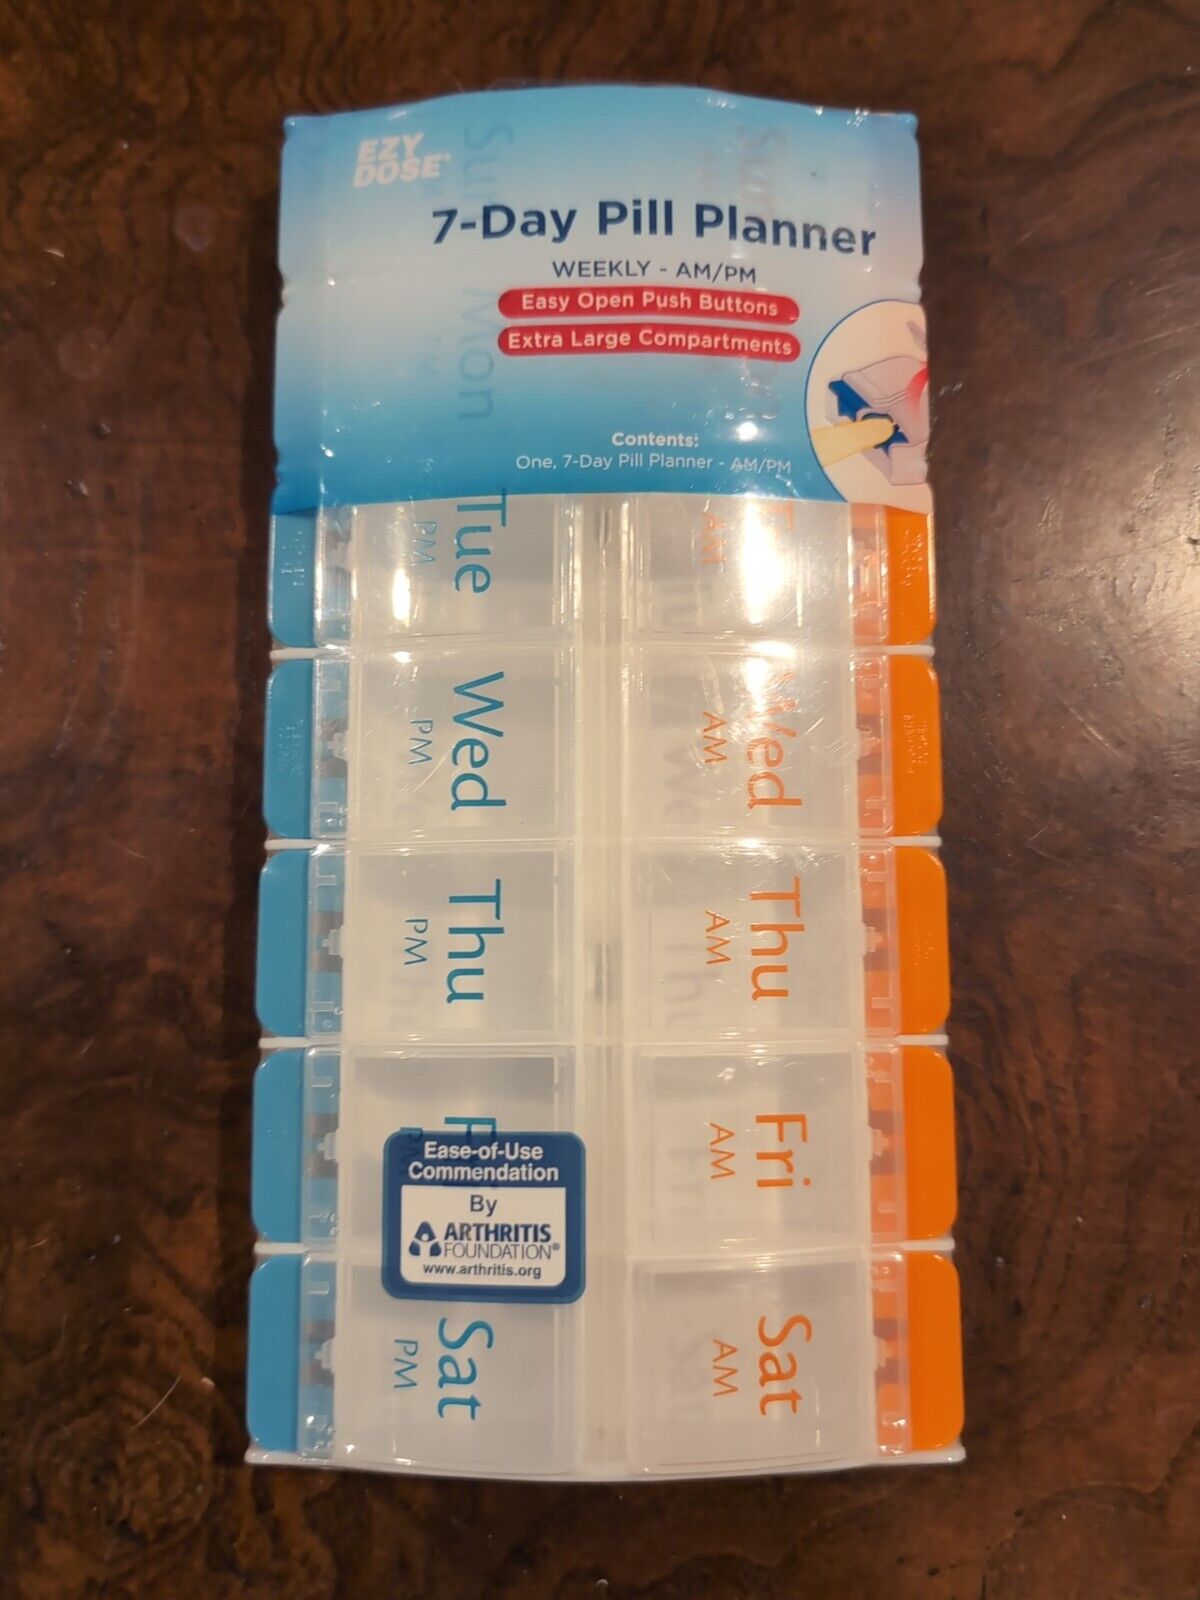 EZY
DOSE®
7-Day Pill Planner
WEEKLY - AM/PM
Easy Open Push Buttons
Extra Large Compartments
Contents:
One, 7-Day Pill Planner - AM/PM
Sun
Mon
PM
Tue
PM
AM
Wed
PM
Wed
AM
Thu
PM
Thu
AM
Fri
AM
Ease-of-Use
Commendation
By
ARTHRITIS
FOUNDATION®
www.arthritis.org
Sat
PM
Sat
AM